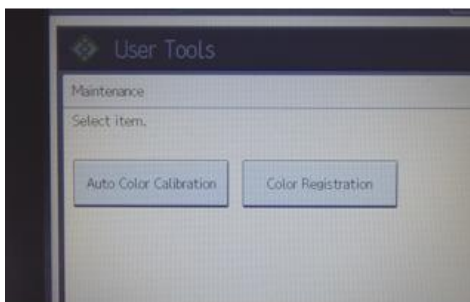 User Tools
Maintenance
Select item.
Auto Color Calibration Color Registration